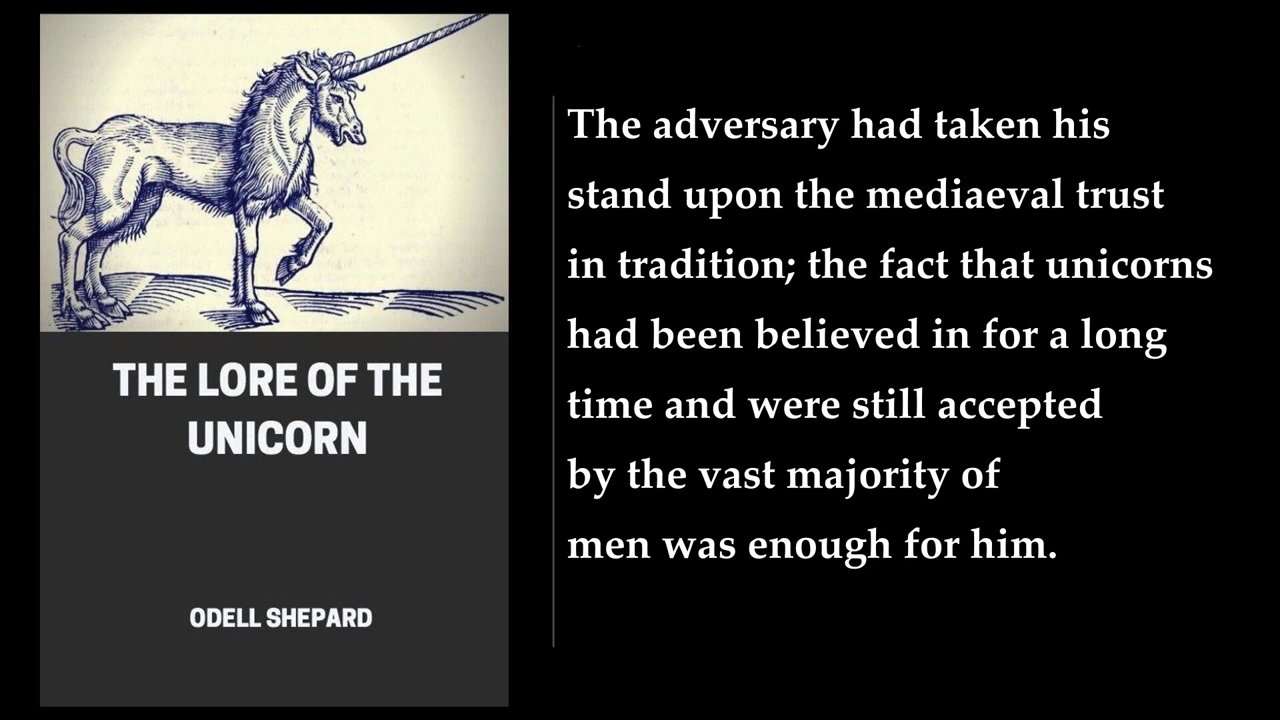 THE LORE OF THE
UNICORN
ODELL SHEPARD
The adversary had taken his
stand upon the mediaeval trust
in tradition; the fact that unicorns
had been believed in for a long
time and were still accepted
by the vast majority of
men was enough for him.